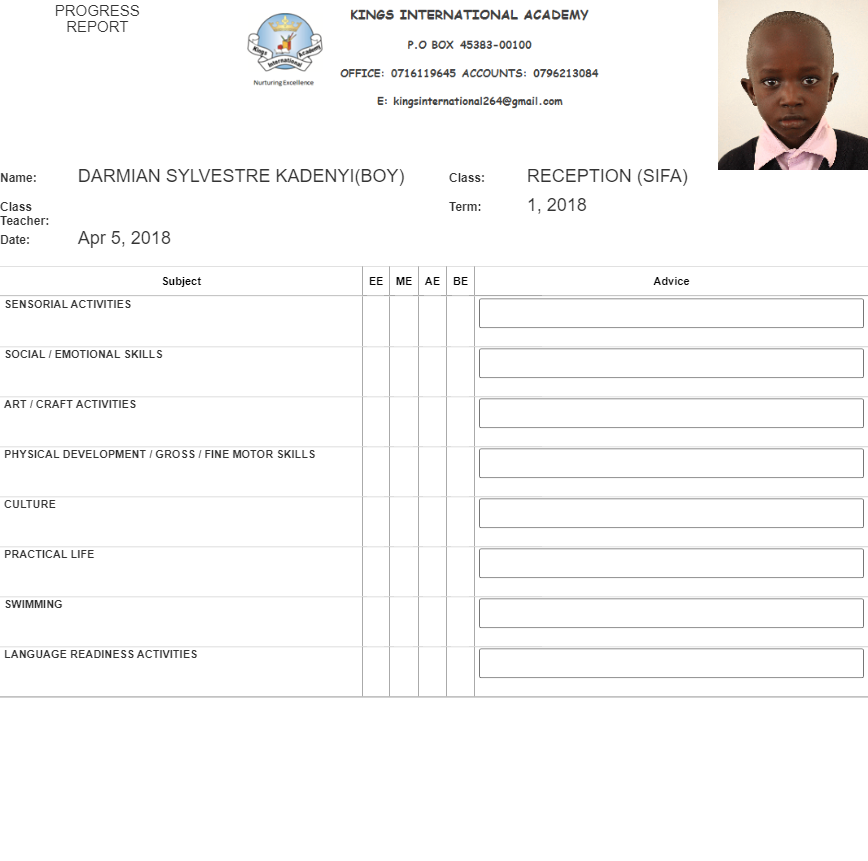 PROGRESS
REPORT
KINGS INTERNATIONAL ACADEMY
P.O BOX 45383-00100
OFFICE: 0716119645 ACCOUNTS: 0796213084
E: kingsinternational264@gmail.com
Kings International Academy
Nurturing Excellence
Name: DARMIAN SYLVESTRE KADENYI(BOY) Class: RECEPTION (SIFA)
Class
Teacher:
Term: 1, 2018
Date: Apr 5, 2018
Subject EE ME AE BE Advice
SENSORIAL ACTIVITIES
SOCIAL / EMOTIONAL SKILLS
ART / CRAFT ACTIVITIES
PHYSICAL DEVELOPMENT / GROSS / FINE MOTOR SKILLS
CULTURE
PRACTICAL LIFE
SWIMMING
LANGUAGE READINESS ACTIVITIES